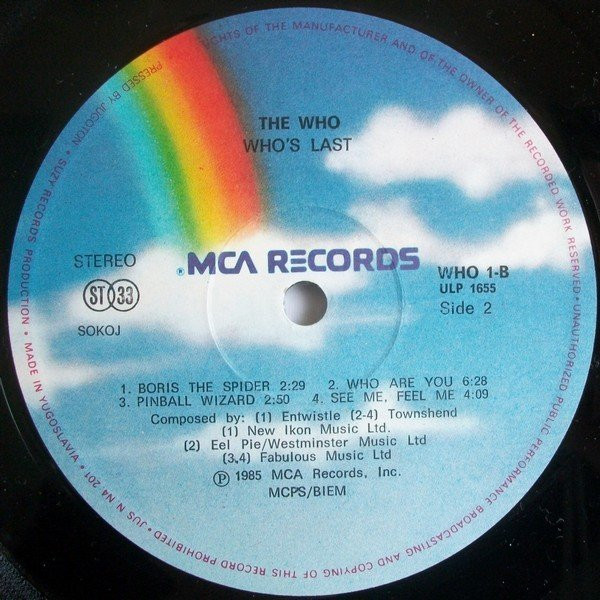 THE WHO
WHO'S LAST
STEREO
ST 33
SOKOJ
MCA RECORDS
WHO 1-B
ULP 1655
Side 2
1. BORIS THE SPIDER 2:29 2. WHO ARE YOU 6:28
3. PINBALL WIZARD 2:50 4. SEE ME, FEEL ME 4:09
Composed by: (1) Entwistle (2-4) Townshend
(1) New Ikon Music Ltd.
(2) Eel Pie/Westminster Music Ltd
(3,4) Fabulous Music Ltd
Ⓟ 1985 MCA Records, Inc.
MCPS/BIEM
RIGHTS OF THE MANUFACTURER AND OF THE OWNER OF THE RECORDED WORK RESERVED • UNAUTHORIZED PUBLIC PERFORMANCE BROADCASTING AND COPYING OF THIS RECORD PROHIBITED • JUS N N4 201 • MADE IN YUGOSLAVIA • SUZY RECORDS PRODUCTION • PRESSED BY JUGOTON